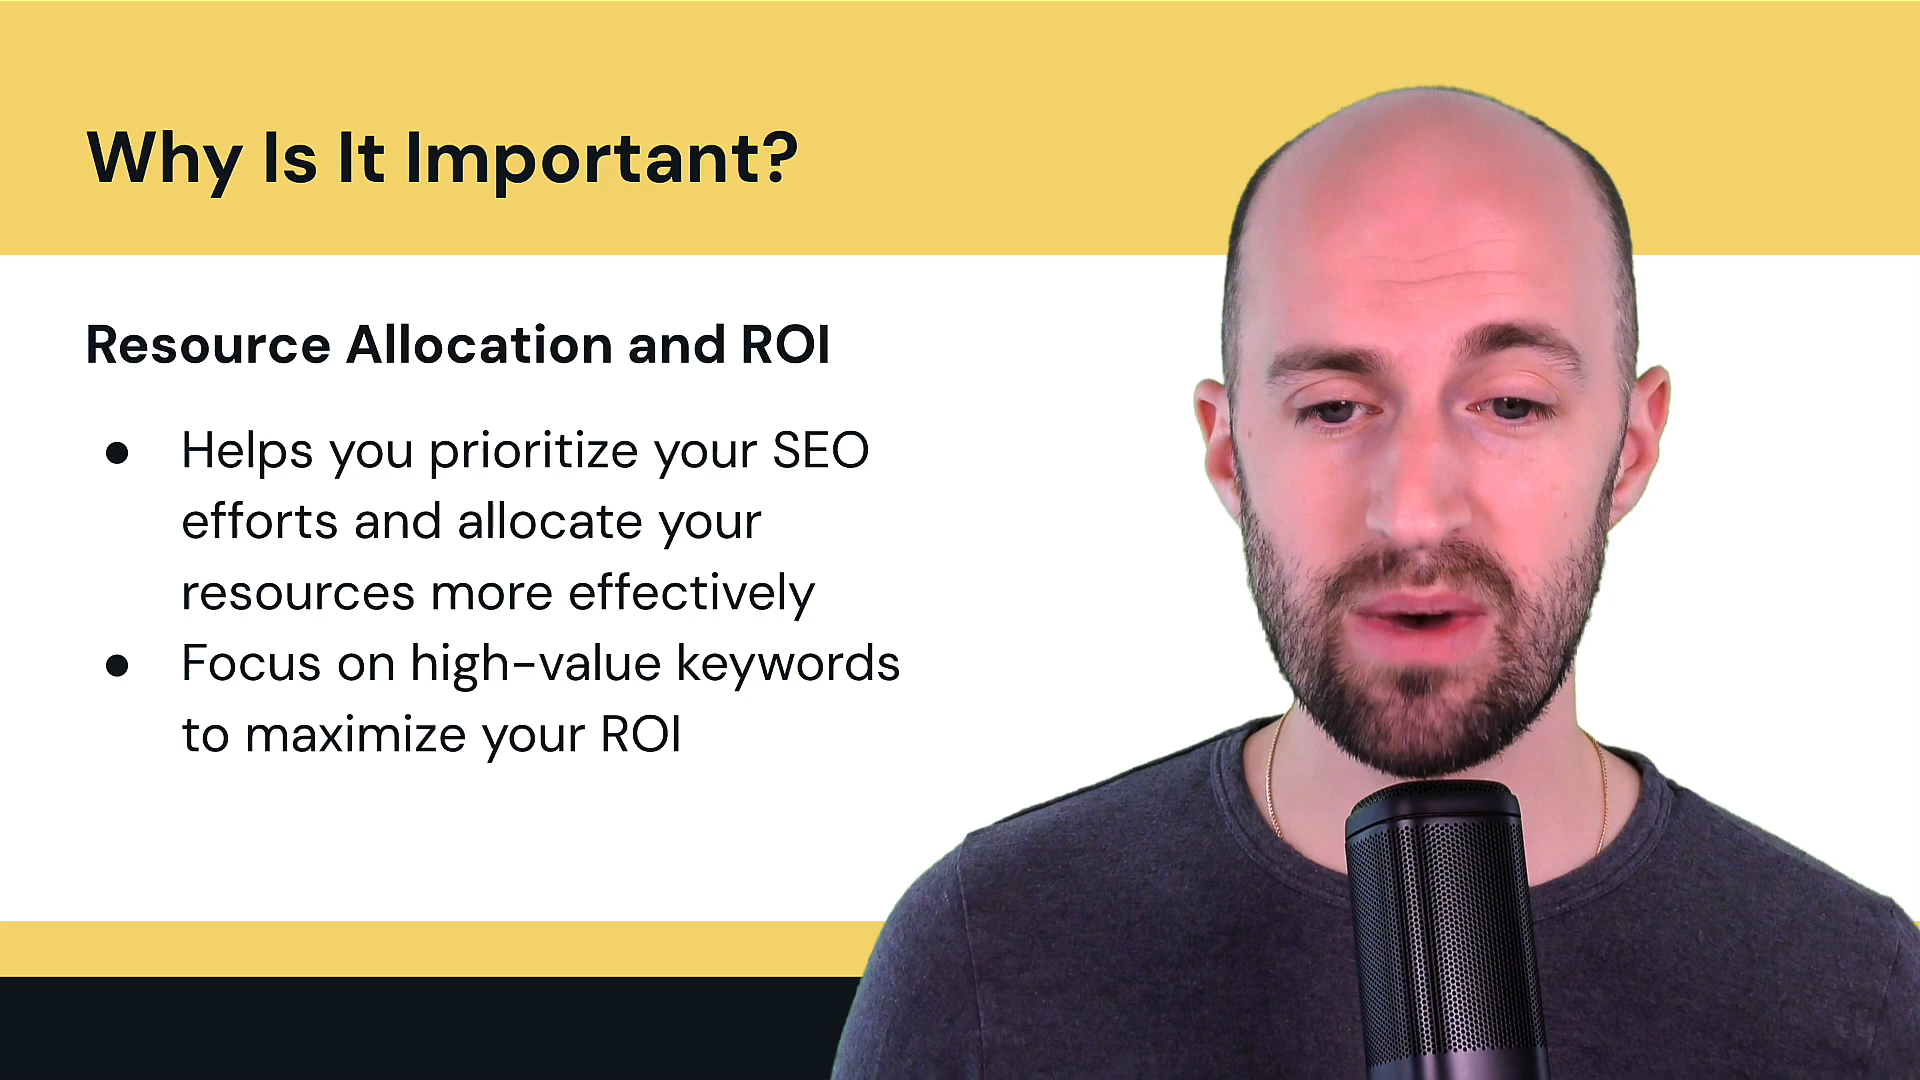 Why Is It Important?
Resource Allocation and ROI
● Helps you prioritize your SEO
efforts and allocate your
resources more effectively
● Focus on high-value keywords
to maximize your ROI